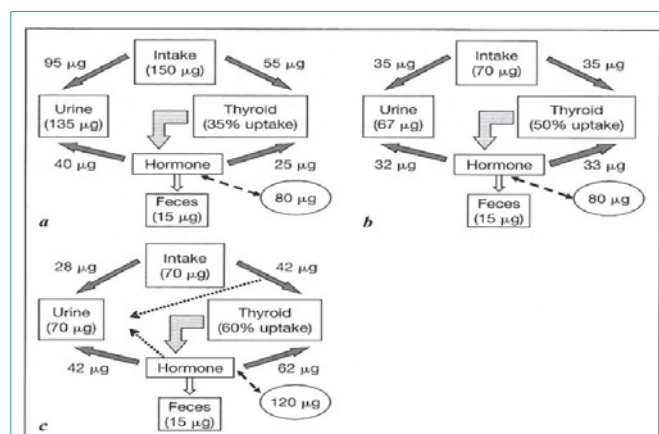 Intake
(150 µg)
95 µg
55 µg
Urine
(135 µg)
Thyroid
(35% uptake)
Hormone
40 µg
25 µg
Feces
(15 µg)
80 µg
a
Intake
(70 µg)
35 µg
35 µg
Urine
(67 µg)
Thyroid
(50% uptake)
Hormone
32 µg
33 µg
Feces
(15 µg)
80 µg
b
Intake
(70 µg)
28 µg
42 µg
Urine
(70 µg)
Thyroid
(60% uptake)
Hormone
42 µg
62 µg
Feces
(15 µg)
120 µg
c